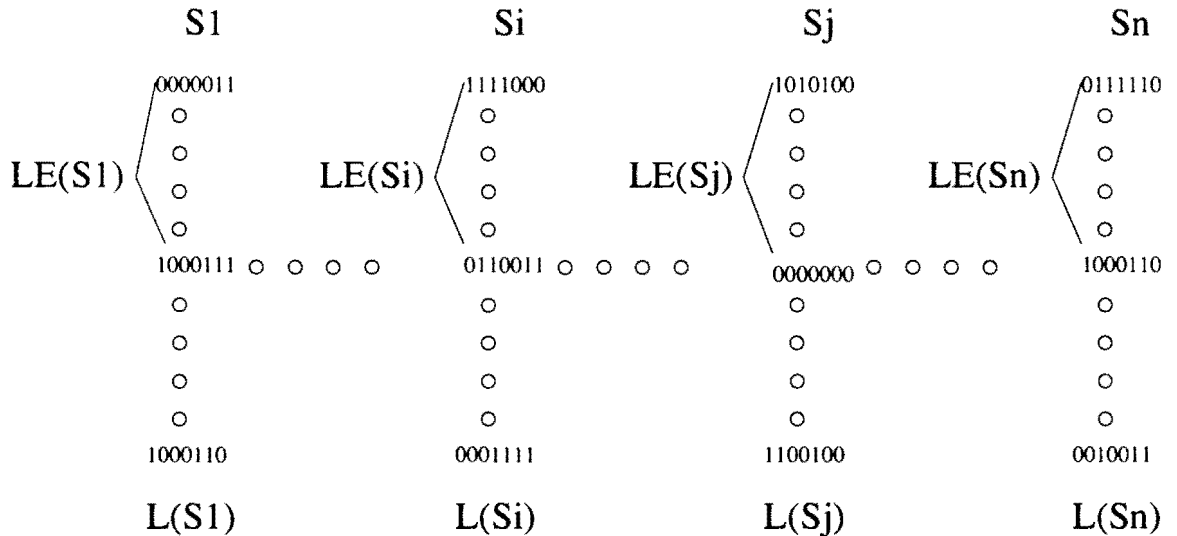 S1 Si Sj Sn
0000011 1111000 1010100 0111110
LE(S1) LE(Si) LE(Sj) LE(Sn)
1000111 0110011 0000000 1000110
1000110 0001111 1100100 0010011
L(S1) L(Si) L(Sj) L(Sn)